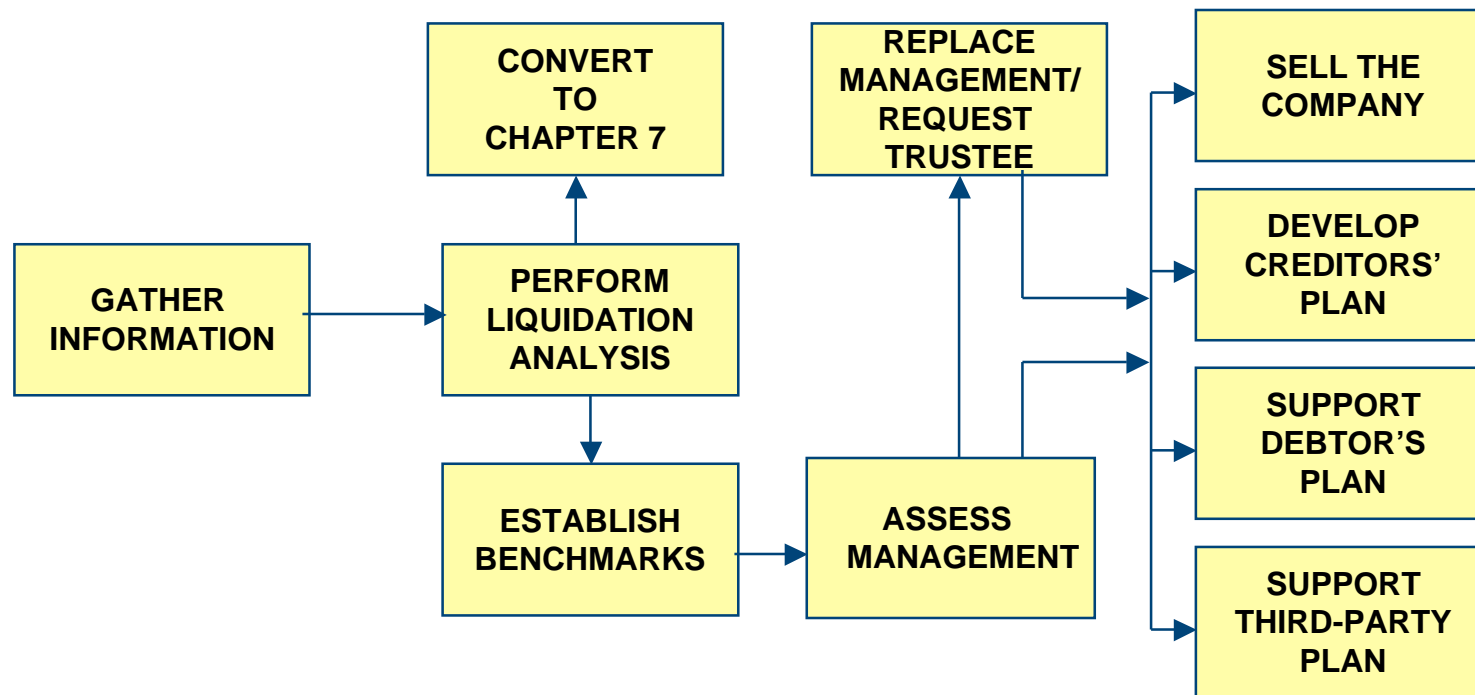 CONVERT
TO
CHAPTER 7
REPLACE
MANAGEMENT/
REQUEST
TRUSTEE
SELL THE
COMPANY
GATHER
INFORMATION
PERFORM
LIQUIDATION
ANALYSIS
DEVELOP
CREDITORS’
PLAN
ESTABLISH
BENCHMARKS
ASSESS
MANAGEMENT
SUPPORT
DEBTOR’S
PLAN
SUPPORT
THIRD-PARTY
PLAN